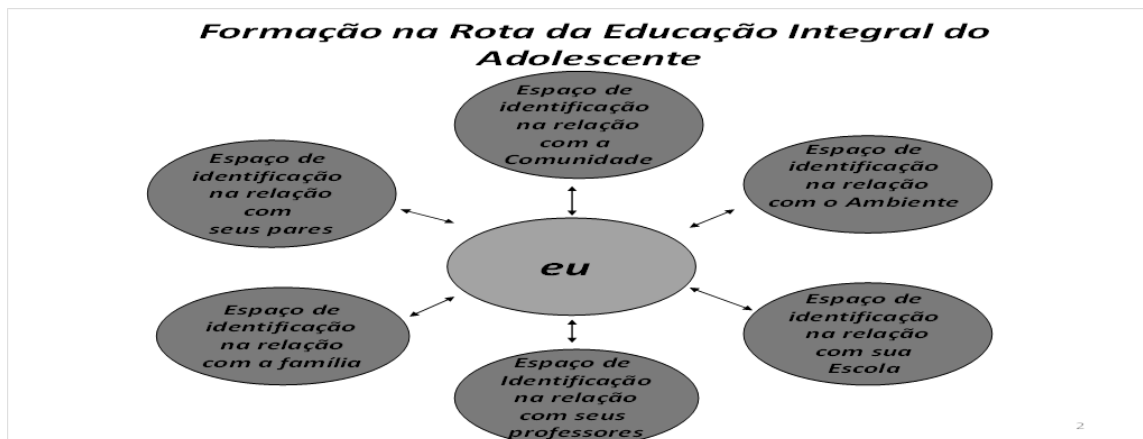 Formação na Rota da Educação Integral do
Adolescente
Espaço de
identificação
na relação
com a
Comunidade
Espaço de
identificação
na relação
com
seus pares
Espaço de
identificação
na relação
com o Ambiente
eu
Espaço de
identificação
na relação
com a família
Espaço de
Identificação
na relação
com seus
professores
Espaço de
identificação
na relação
com sua
Escola
2